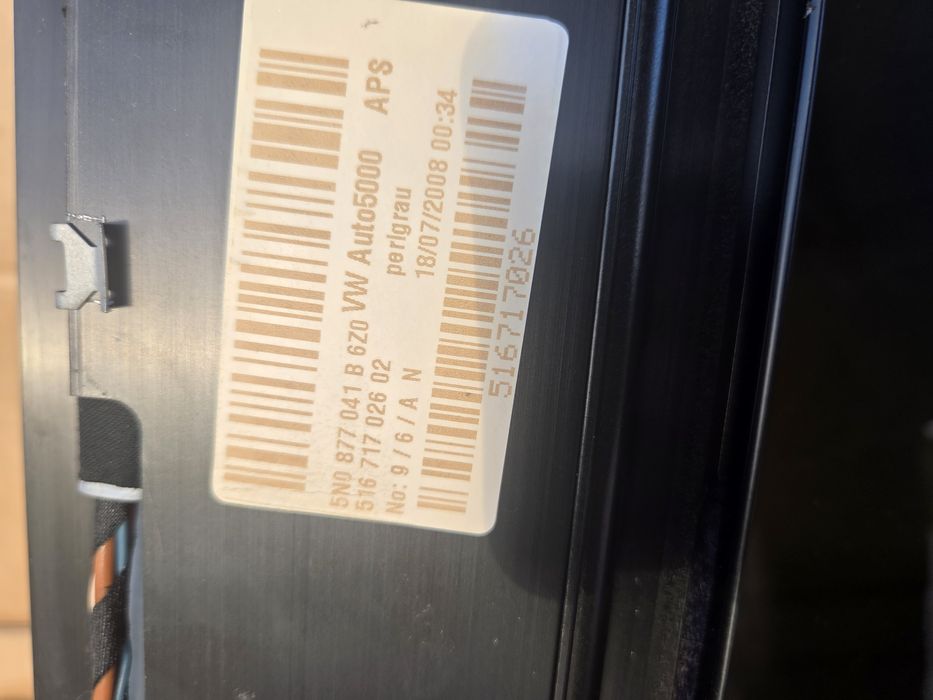 5N0 877 041 B 6Z0 VW Auto5000 APS
516 717 026 02 perlgrau
No: 9 / 6 / A N 18/07/2008 00:34
516717026